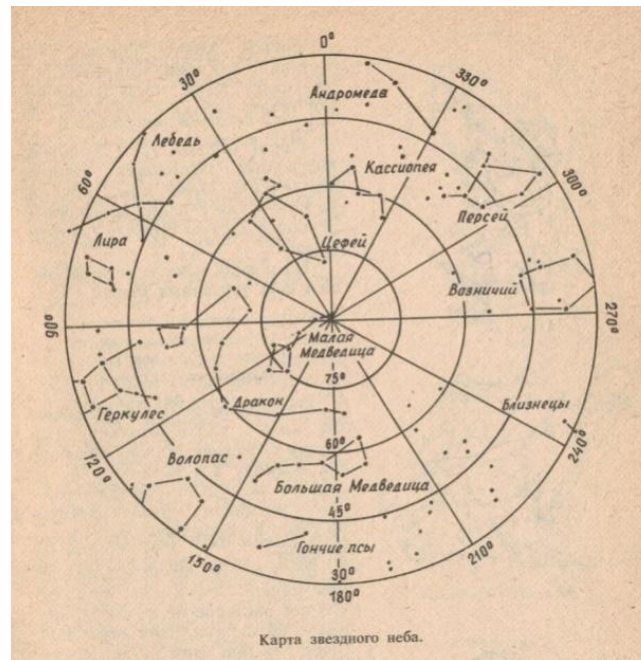 0°
30°
330°
Андромеда
Лебедь
Кассиопея
60°
300°
Персей
Лира
Цефей
Возничий
90°
270°
Малая
Медведица
75°
Геркулес
Дракон
Близнецы
240°
120°
Волопас
60°
Большая Медведица
45°
Гончие псы
150°
210°
30°
180°
Карта звездного неба.